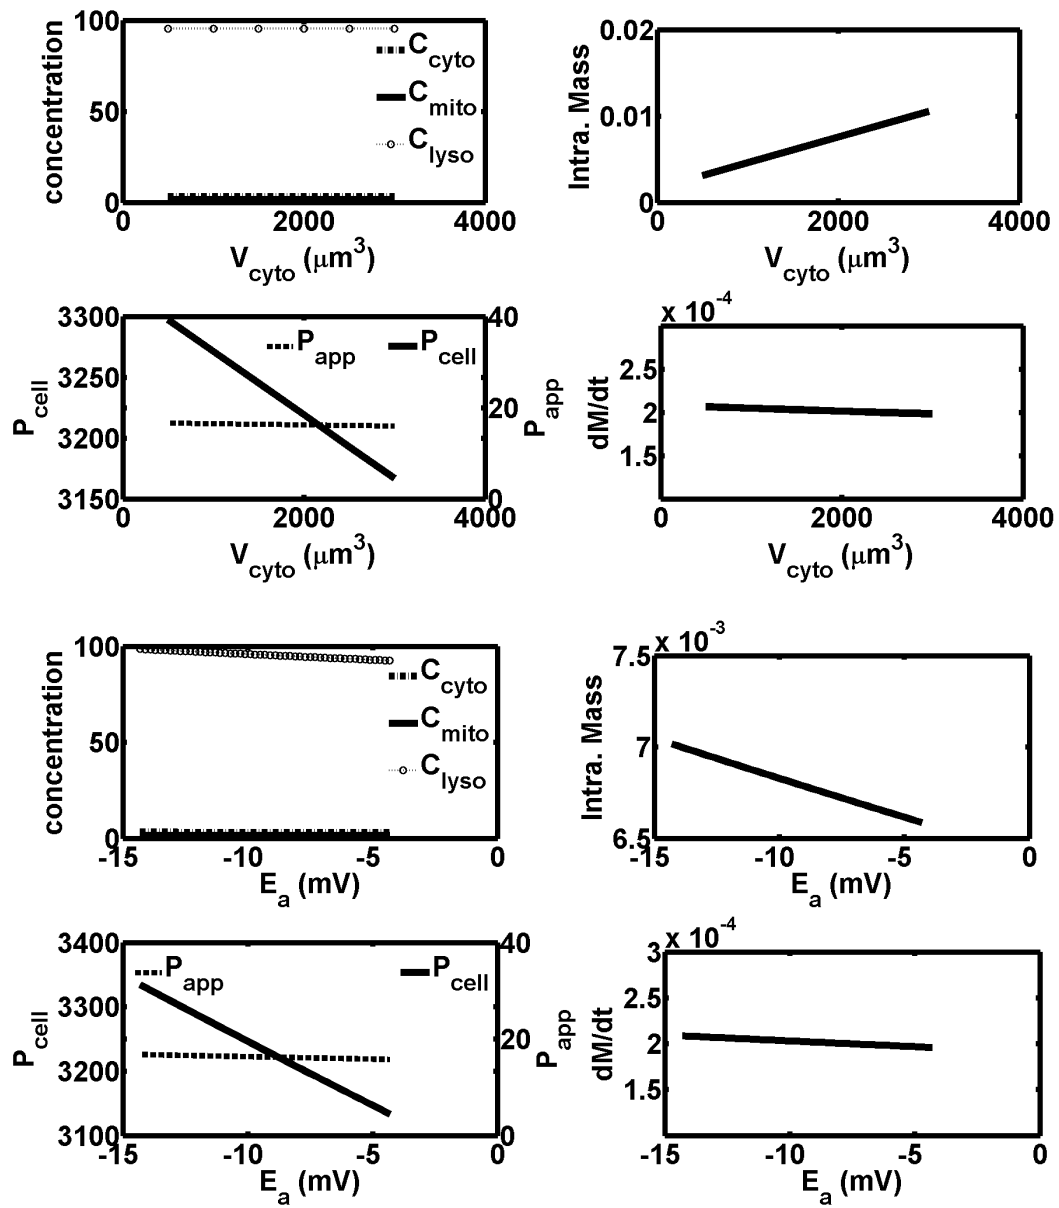 100
50
0
concentration
C_cyto
C_mito
C_lyso
0 2000 4000
V_cyto (μm^3)
0.02
0.01
0
Intra. Mass
0 2000 4000
V_cyto (μm^3)
3300
3250
3200
3150
P_cell
P_app P_cell
40
20
0
P_app
0 2000 4000
V_cyto (μm^3)
x 10^-4
2.5
2
1.5
dM/dt
0 2000 4000
V_cyto (μm^3)
100
50
0
concentration
C_cyto
C_mito
C_lyso
-15 -10 -5 0
E_a (mV)
x 10^-3
7.5
7
6.5
Intra. Mass
-15 -10 -5 0
E_a (mV)
3400
3300
3200
3100
P_cell
P_app P_cell
40
20
0
P_app
-15 -10 -5 0
E_a (mV)
x 10^-4
3
2.5
2
1.5
dM/dt
-15 -10 -5 0
E_a (mV)